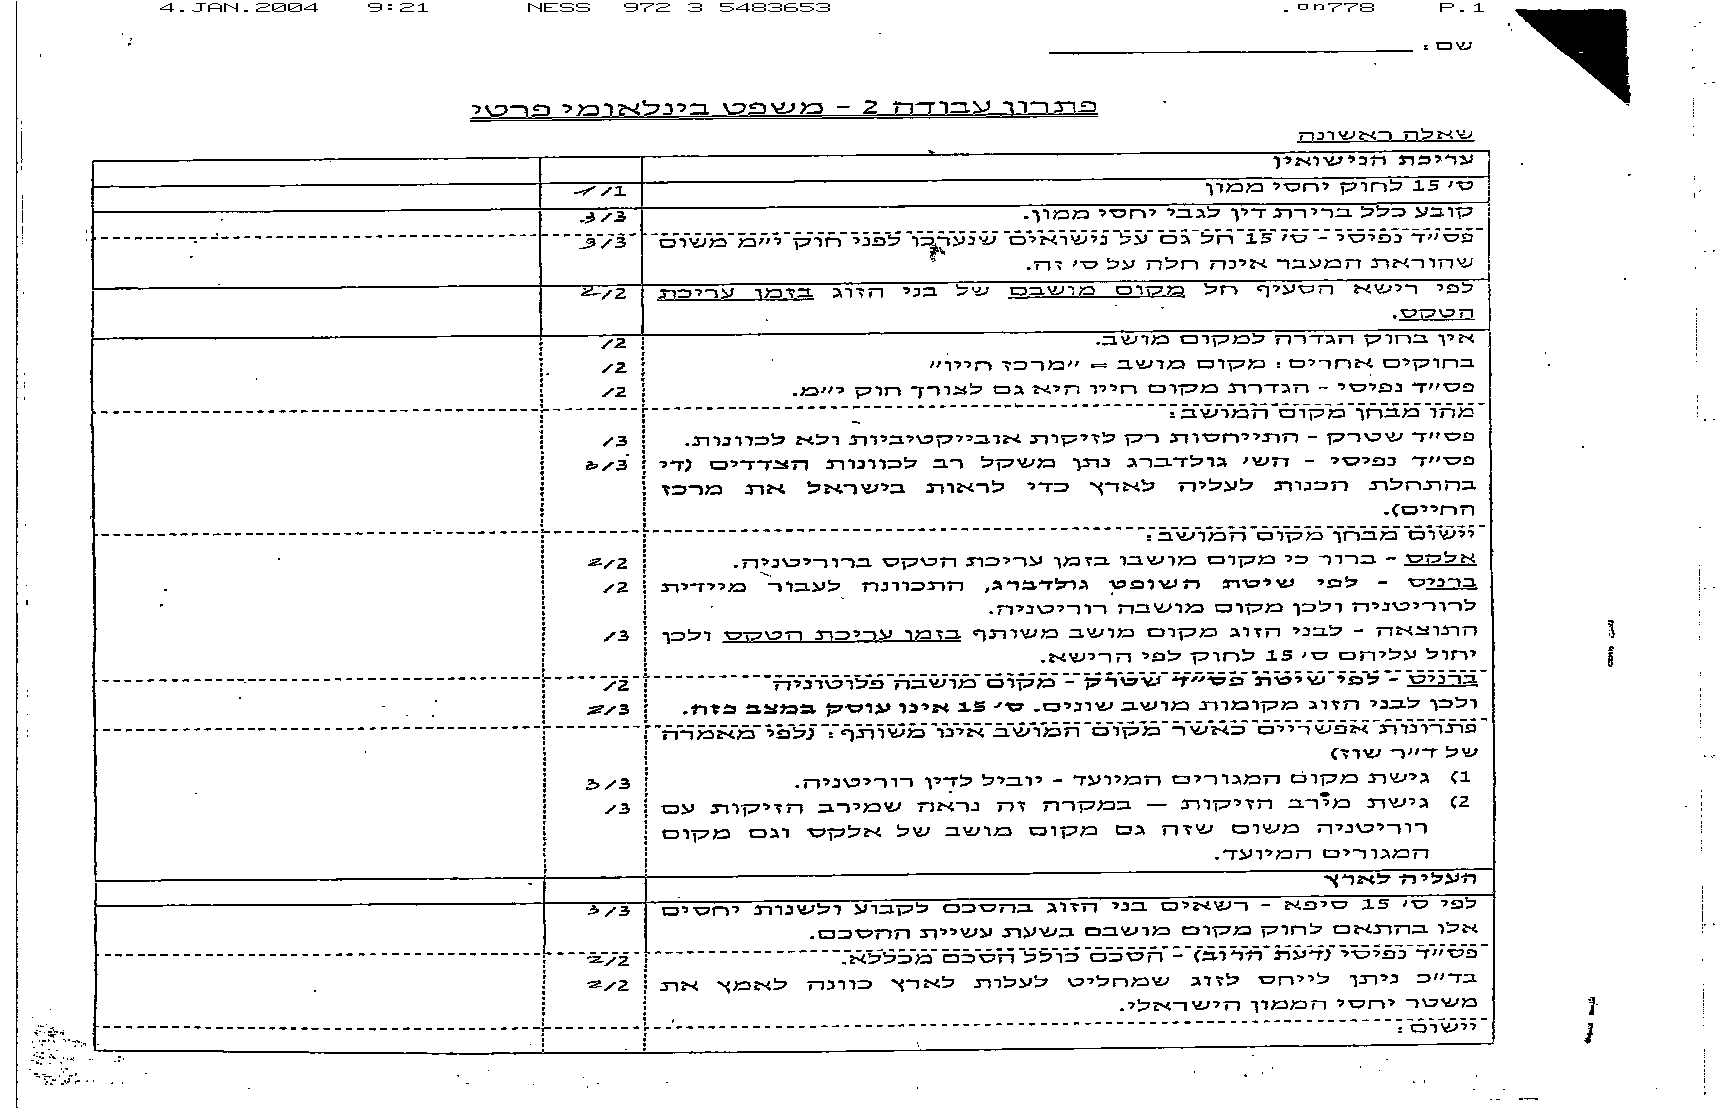 4.JAN.2004 9:21 NESS 972 3 5483653 .on778 P.1
שם:
פתרון עבודה 2 - משפט בינלאומי פרטי
שאלה ראשונה
עריכת הנישואין
ס' 15 לחוק יחסי ממון 1/1
קובע כלל ברירת דין לגבי יחסי ממון. 3/3
פס"ד נפיסי - ס' 15 חל גם על נישואים שנערכו לפני חוק י"מ משום 3/3
שהוראת המעבר אינה חלה על ס' זה.
לפי רישא הסעיף חל מקום מושבם של בני הזוג בזמן עריכת 2/2
הטקס.
אין בחוק הגדרה למקום מושב. /2
בחוקים אחרים: מקום מושב = "מרכז חייו" /2
פס"ד נפיסי - הגדרת מקום חייו היא גם לצורך חוק י"מ. /2
מהו מבחן מקום המושב:
פס"ד שטרק - התייחסות רק לזיקות אובייקטיביות ולא לכוונות. /3
פס"ד נפיסי - הש' גולדברג נתן משקל רב לכוונות הצדדים (די 3/3
בהתחלת הכנות לעליה לארץ כדי לראות בישראל את מרכז
החיים).
יישום מבחן מקום המושב:
אלקס - ברור כי מקום מושבו בזמן עריכת הטקס ברוריטניה. 2/2
ברניס - לפי שיטת השופט גולדברג, התכוונה לעבור מיידית /2
לרוריטניה ולכן מקום מושבה רוריטניה.
התוצאה - לבני הזוג מקום מושב משותף בזמן עריכת הטקס ולכן /3
יחול עליהם ס' 15 לחוק לפי הרישא.
ברניס - לפי שיטת פס"ד שטרק - מקום מושבה פלוטוניה /2
ולכן לבני הזוג מקומות מושב שונים. ס' 15 אינו עוסק במצב כזה. 2/3
פתרונות אפשריים כאשר מקום המושב אינו משותף: (לפי מאמרה
של ד"ר שוז)
1) גישת מקום המגורים המיועד - יוביל לדין רוריטניה. 3/3
2) גישת מירב הזיקות – במקרה זה נראה שמירב הזיקות עם /3
רוריטניה משום שזה גם מקום מושב של אלקס וגם מקום
המגורים המיועד.
העליה לארץ
לפי ס' 15 סיפא - רשאים בני הזוג בהסכם לקבוע ולשנות יחסים 3/3
אלו בהתאם לחוק מקום מושבם בשעת עשיית ההסכם.
פס"ד נפיסי (דעת הרוב) - הסכם כולל הסכם מכללא. 2/2
בד"כ ניתן לייחס לזוג שמחליט לעלות לארץ כוונה לאמץ את 2/2
משטר יחסי הממון הישראלי.
יישום: